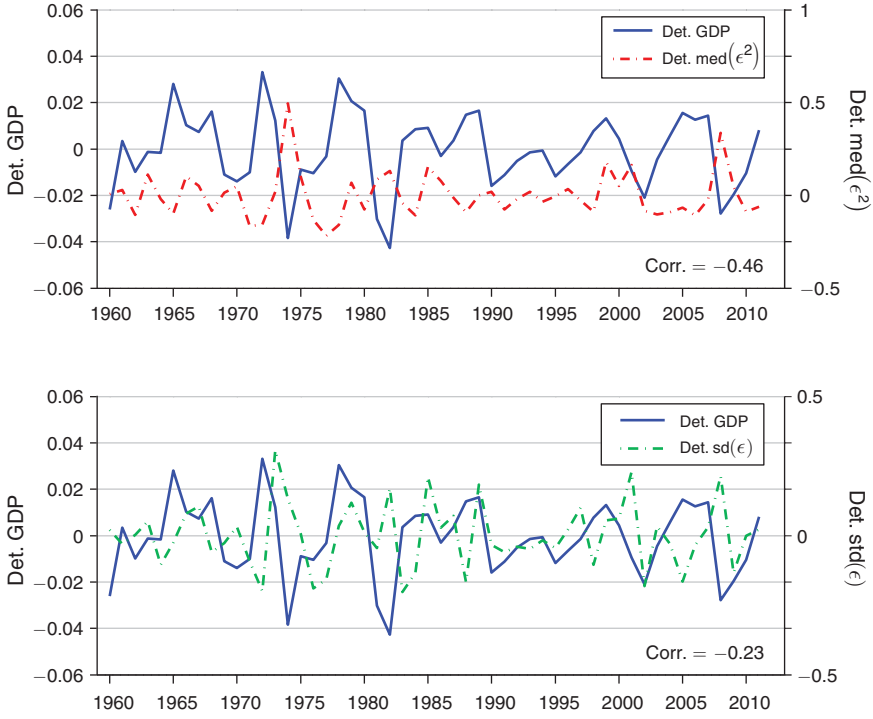 0.06
0.04
0.02
0
−0.02
−0.04
−0.06
Det. GDP
1
0.5
0
−0.5
Det. med(ϵ²)
Det. GDP
Det. med(ϵ²)
Corr. = −0.46
1960 1965 1970 1975 1980 1985 1990 1995 2000 2005 2010
0.06
0.04
0.02
0
−0.02
−0.04
−0.06
Det. GDP
0.5
0
−0.5
Det. std(ϵ)
Det. GDP
Det. sd(ϵ)
Corr. = −0.23
1960 1965 1970 1975 1980 1985 1990 1995 2000 2005 2010